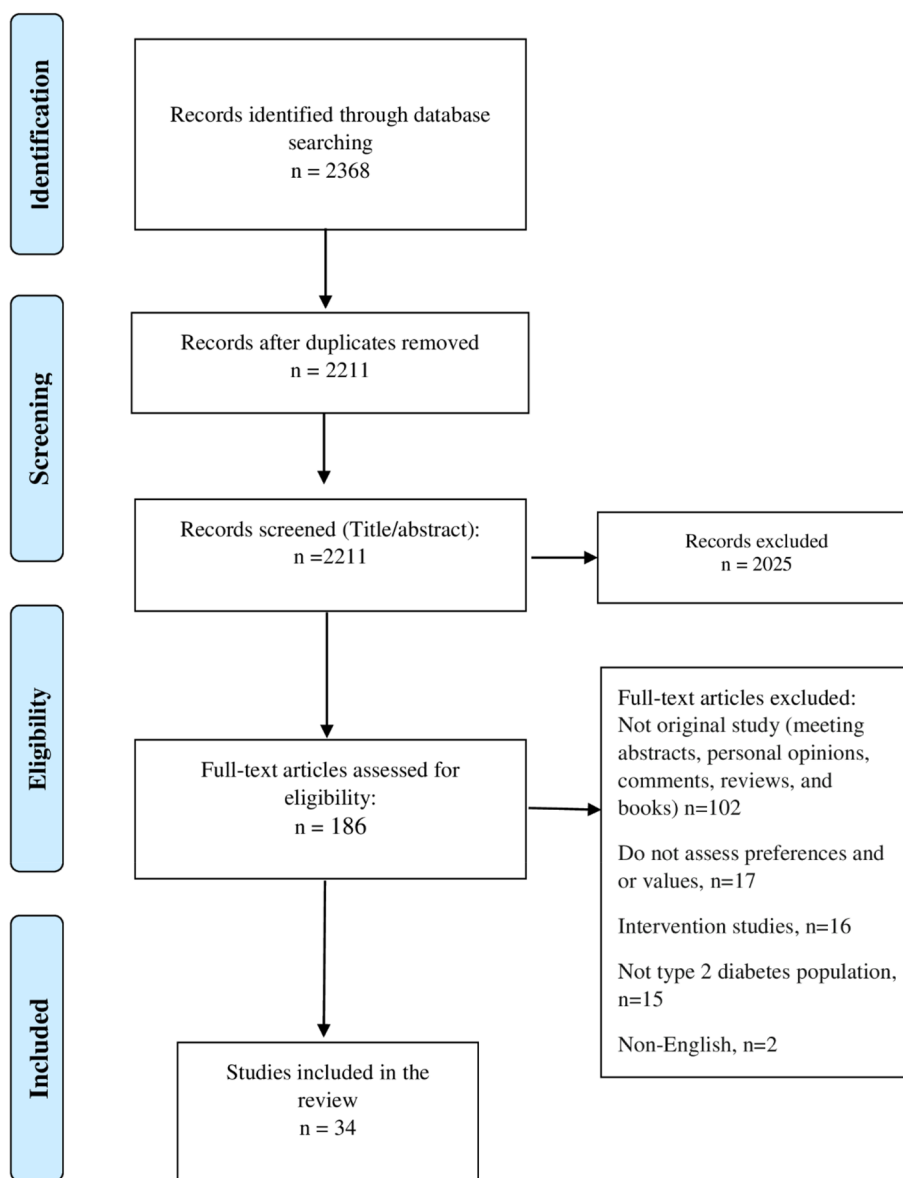 Identification
Records identified through database
searching
n = 2368
Screening
Records after duplicates removed
n = 2211
Records screened (Title/abstract):
n =2211
Records excluded
n = 2025
Eligibility
Full-text articles assessed for
eligibility:
n = 186
Full-text articles excluded:
Not original study (meeting
abstracts, personal opinions,
comments, reviews, and
books) n=102
Do not assess preferences and
or values, n=17
Intervention studies, n=16
Not type 2 diabetes population,
n=15
Non-English, n=2
Included
Studies included in the
review
n = 34